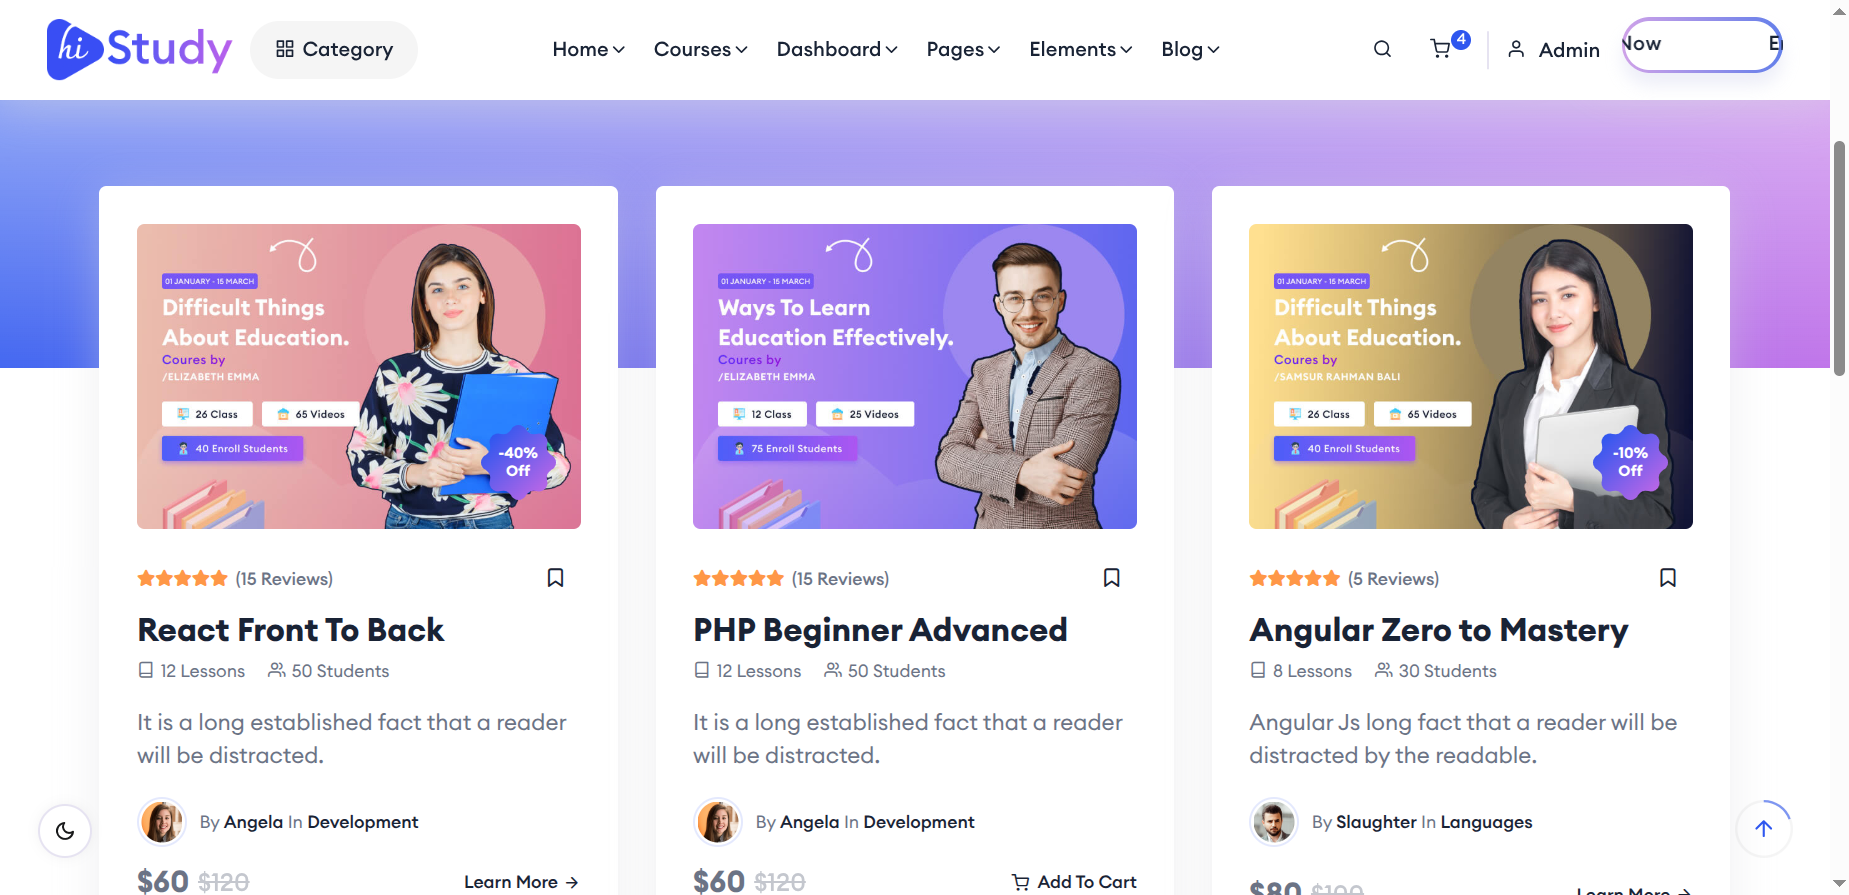 hi Study
Category
Home
Courses
Dashboard
Pages
Elements
Blog
4
Admin
Now
01 JANUARY - 15 MARCH
Difficult Things
About Education.
Coures by
/ELIZABETH EMMA
26 Class
65 Videos
40 Enroll Students
-40%
Off
(15 Reviews)
React Front To Back
12 Lessons
50 Students
It is a long established fact that a reader
will be distracted.
By Angela In Development
$60 $120
Learn More
01 JANUARY - 15 MARCH
Ways To Learn
Education Effectively.
Coures by
/ELIZABETH EMMA
12 Class
25 Videos
75 Enroll Students
(15 Reviews)
PHP Beginner Advanced
12 Lessons
50 Students
It is a long established fact that a reader
will be distracted.
By Angela In Development
$60 $120
Add To Cart
01 JANUARY - 15 MARCH
Difficult Things
About Education.
Coures by
/SAMSUR RAHMAN BALI
26 Class
65 Videos
40 Enroll Students
-10%
Off
(5 Reviews)
Angular Zero to Mastery
8 Lessons
30 Students
Angular Js long fact that a reader will be
distracted by the readable.
By Slaughter In Languages
$80 $100
Learn More